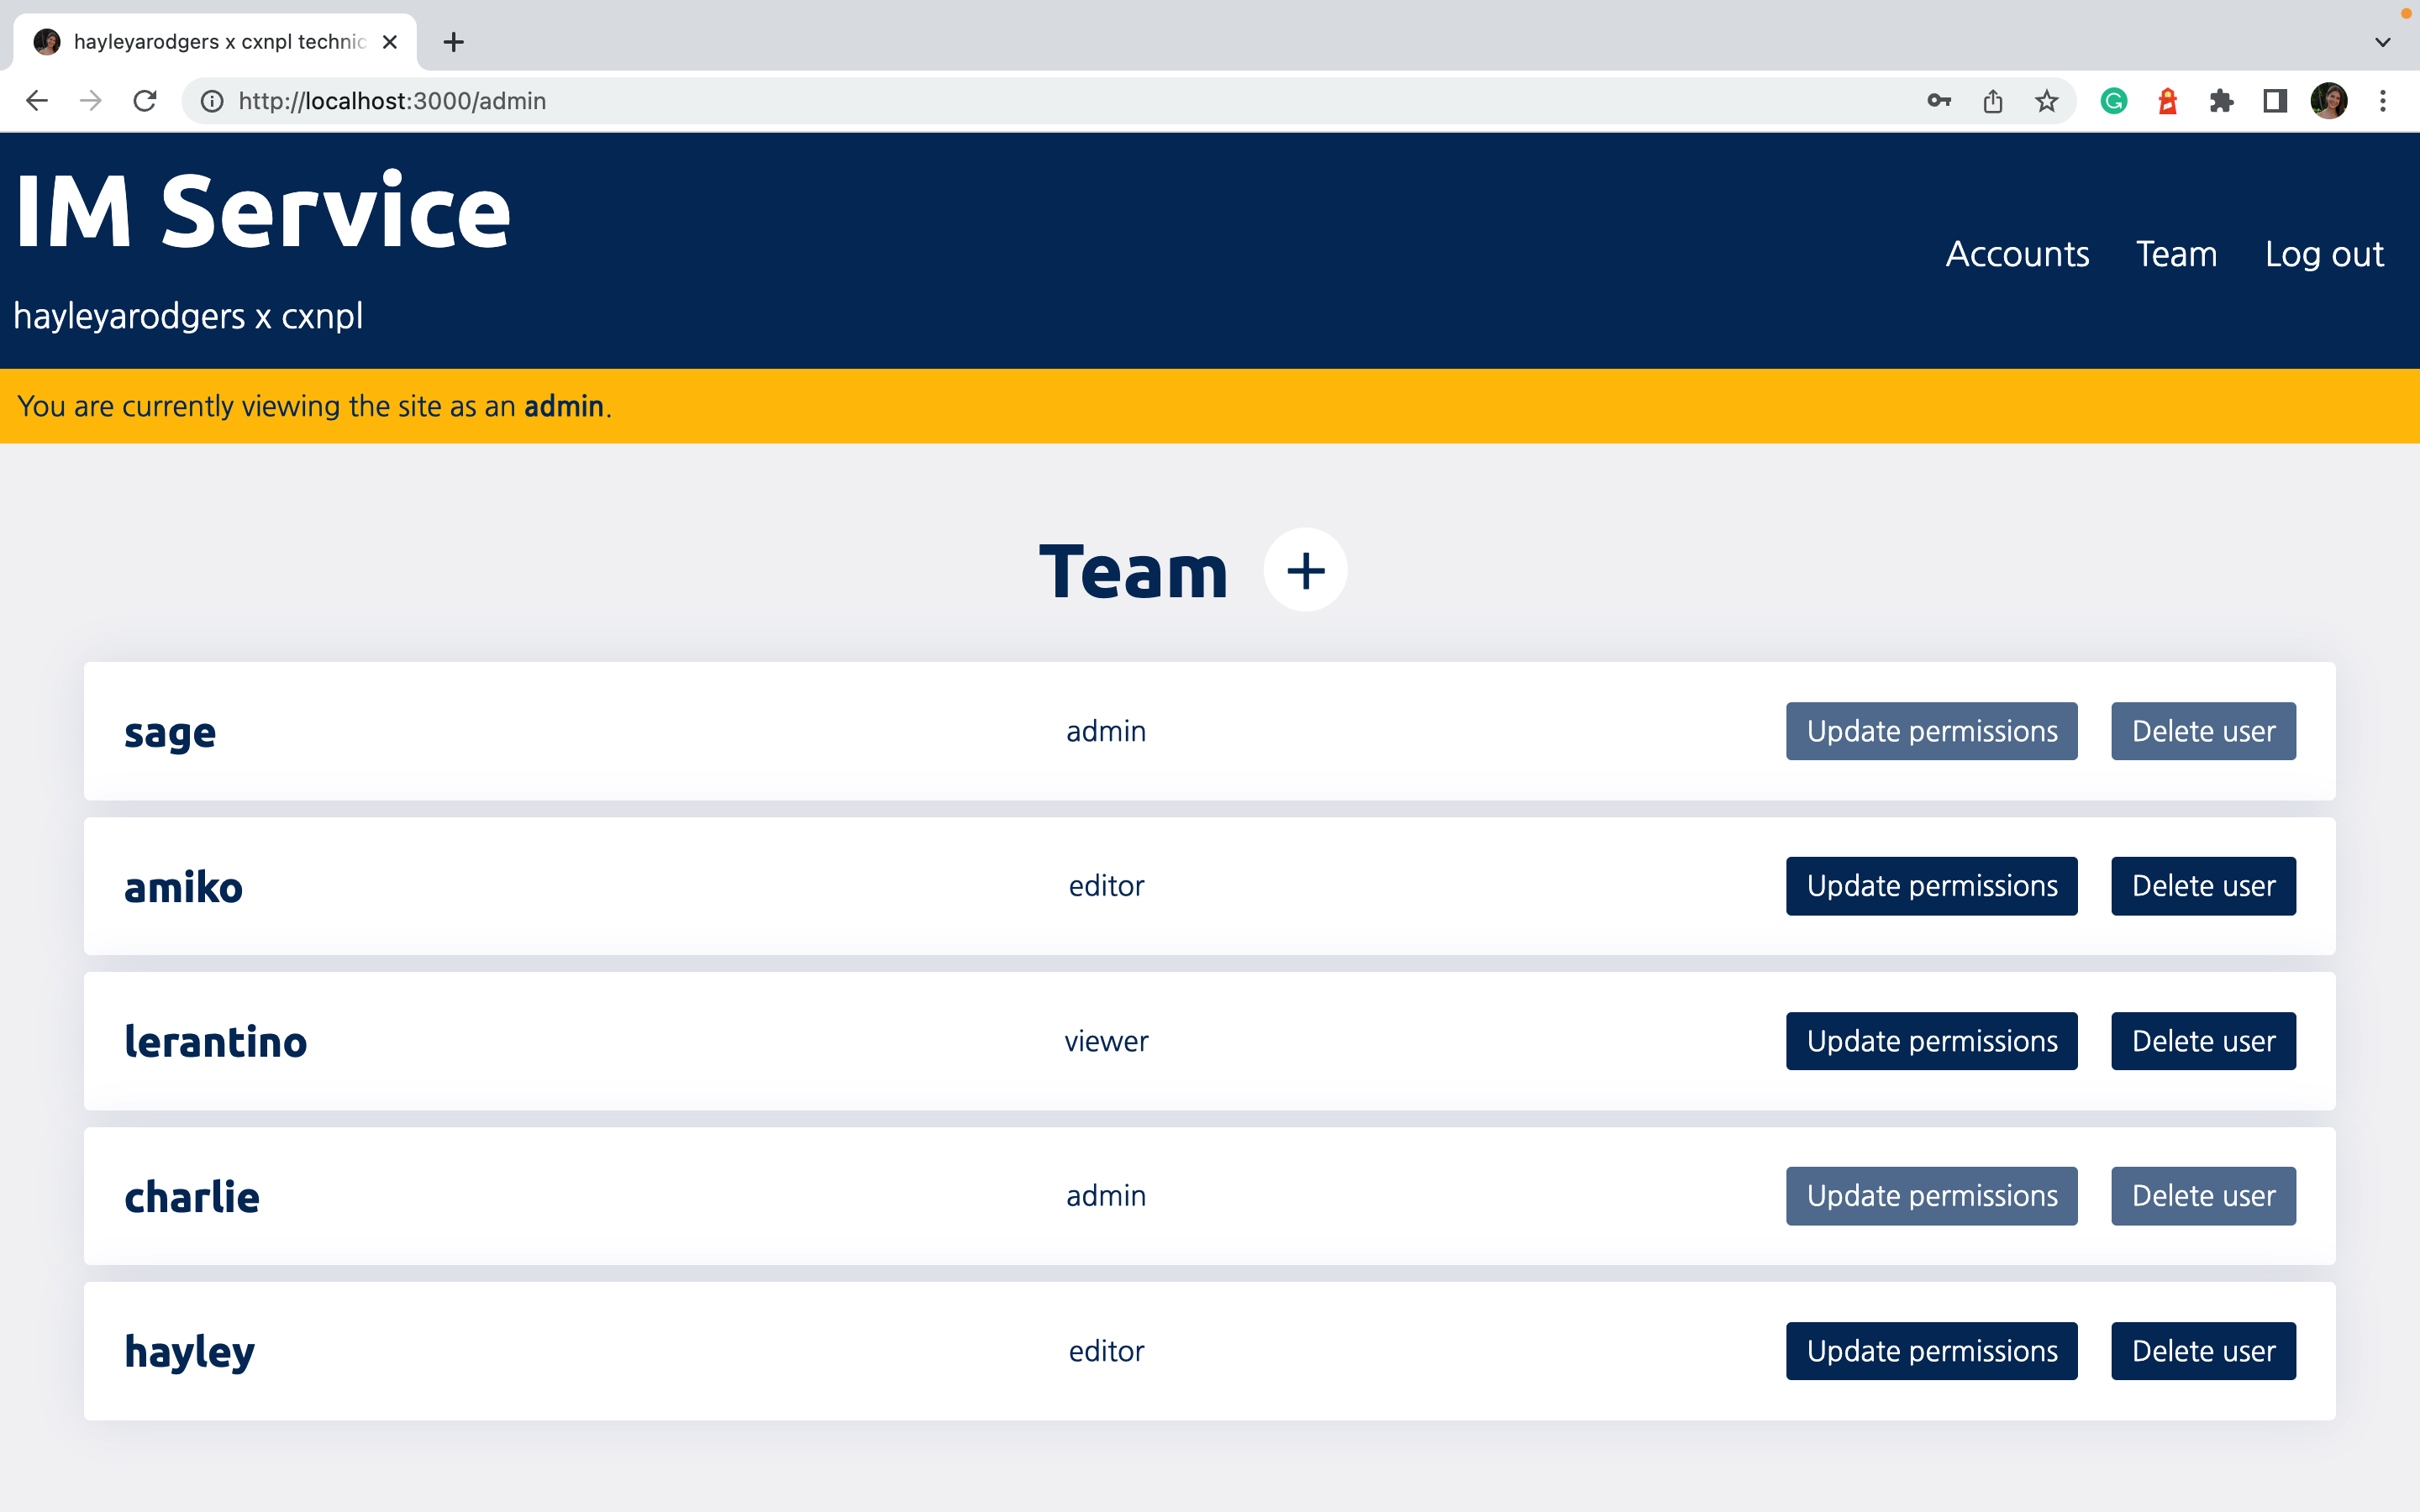 hayleyarodgers x cxnpl technic
http://localhost:3000/admin
IM Service
Accounts Team Log out
hayleyarodgers x cxnpl
You are currently viewing the site as an admin.
Team +
sage admin Update permissions Delete user
amiko editor Update permissions Delete user
lerantino viewer Update permissions Delete user
charlie admin Update permissions Delete user
hayley editor Update permissions Delete user